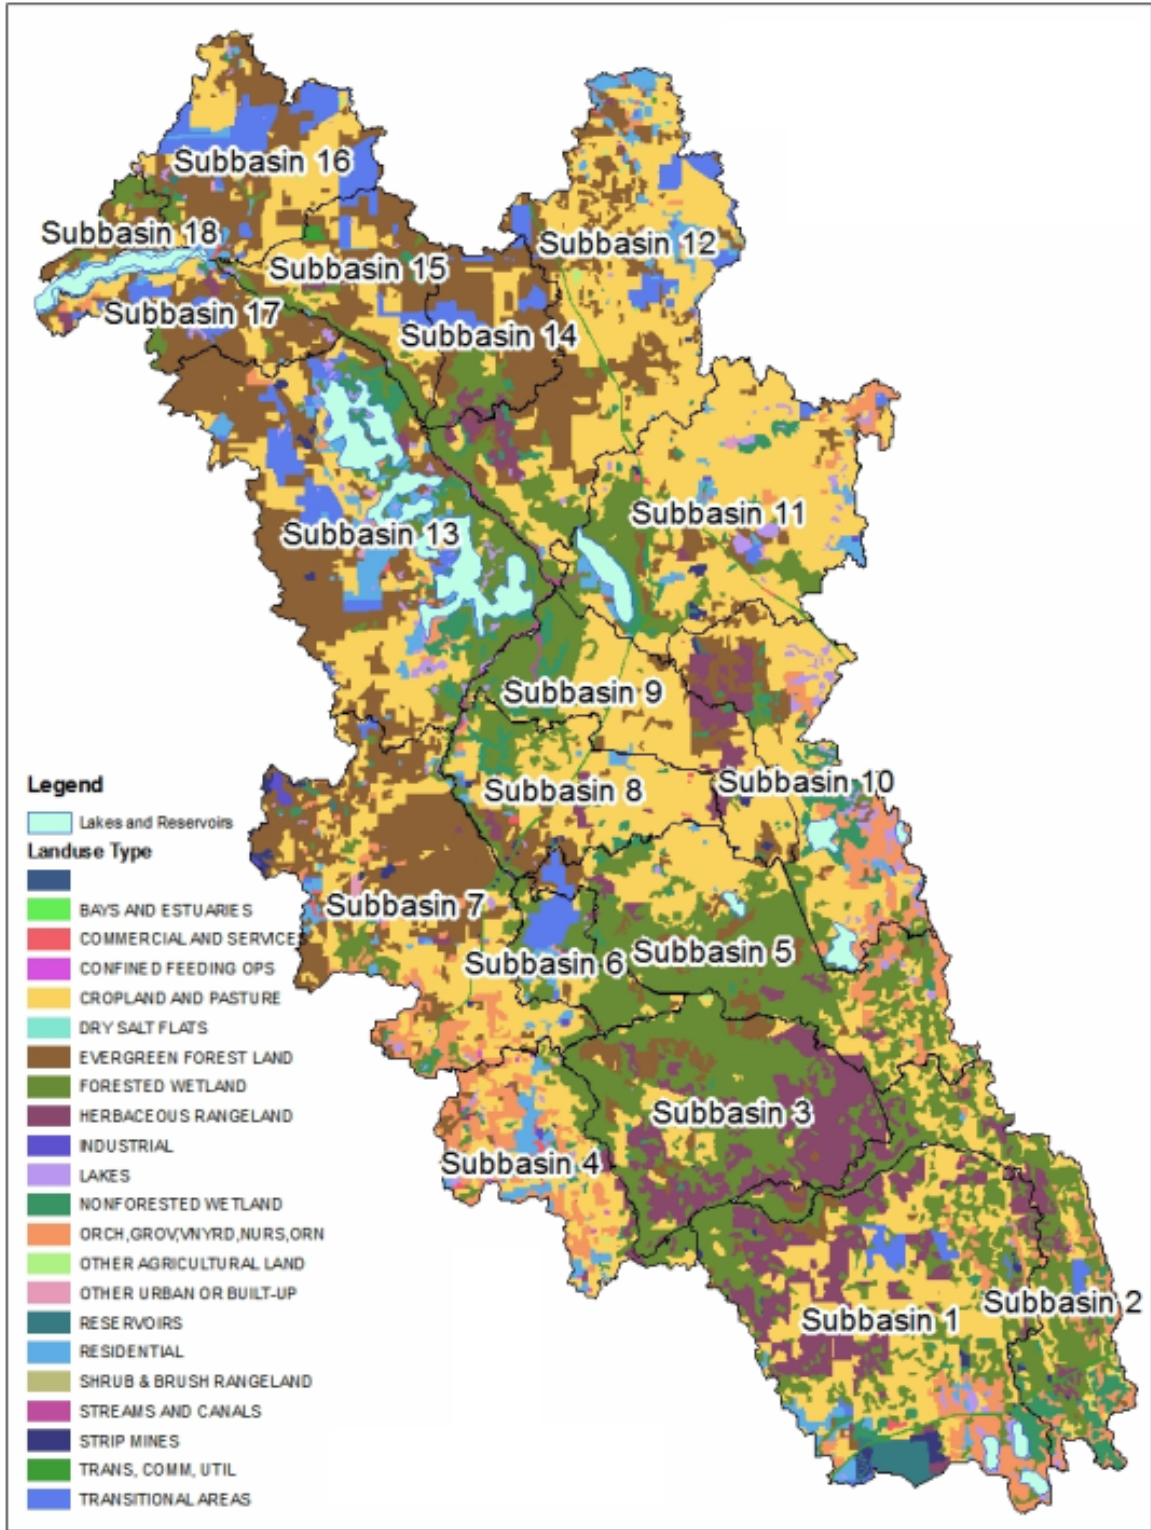 Subbasin 16
Subbasin 18
Subbasin 12
Subbasin 15
Subbasin 17
Subbasin 14
Subbasin 11
Subbasin 13
Subbasin 9
Subbasin 10
Subbasin 8
Subbasin 7
Subbasin 5
Subbasin 6
Subbasin 3
Subbasin 4
Subbasin 2
Subbasin 1
Legend
Lakes and Reservoirs
Landuse Type
BAYS AND ESTUARIES
COMMERCIAL AND SERVICES
CONFINED FEEDING OPS
CROPLAND AND PASTURE
DRY SALT FLATS
EVERGREEN FOREST LAND
FORESTED WETLAND
HERBACEOUS RANGELAND
INDUSTRIAL
LAKES
NONFORESTED WETLAND
ORCH,GROV,VNYRD,NURS,ORN
OTHER AGRICULTURAL LAND
OTHER URBAN OR BUILT-UP
RESERVOIRS
RESIDENTIAL
SHRUB & BRUSH RANGELAND
STREAMS AND CANALS
STRIP MINES
TRANS, COMM, UTIL
TRANSITIONAL AREAS